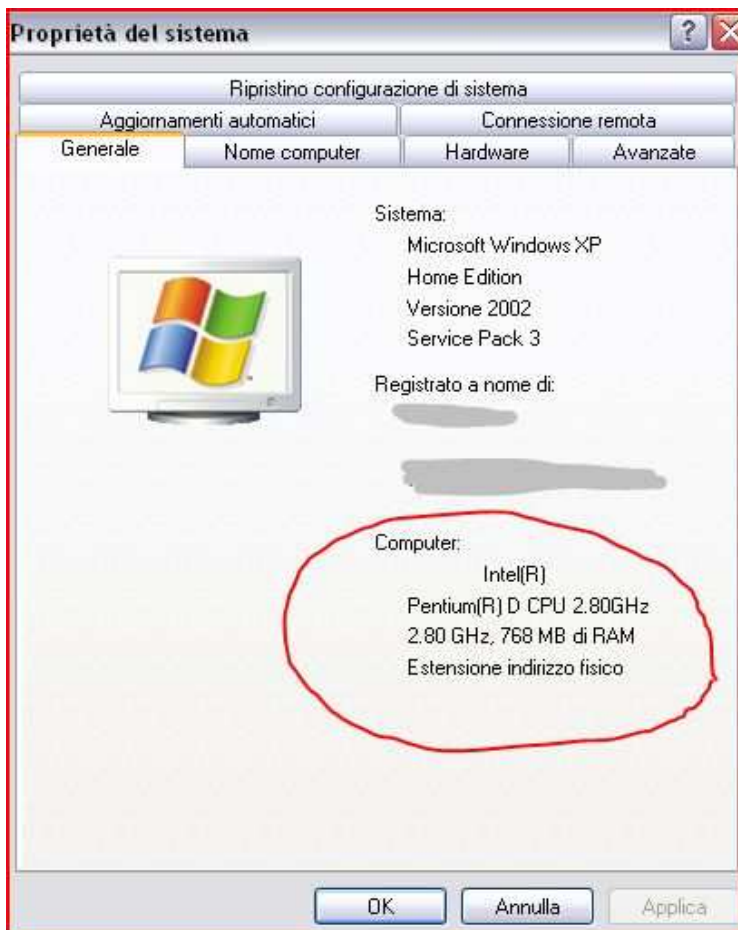 Proprietà del sistema
Ripristino configurazione di sistema
Aggiornamenti automatici
Connessione remota
Generale
Nome computer
Hardware
Avanzate
Sistema:
Microsoft Windows XP
Home Edition
Versione 2002
Service Pack 3
Registrato a nome di:
Computer:
Intel(R)
Pentium(R) D CPU 2.80GHz
2.80 GHz, 768 MB di RAM
Estensione indirizzo fisico
OK
Annulla
Applica